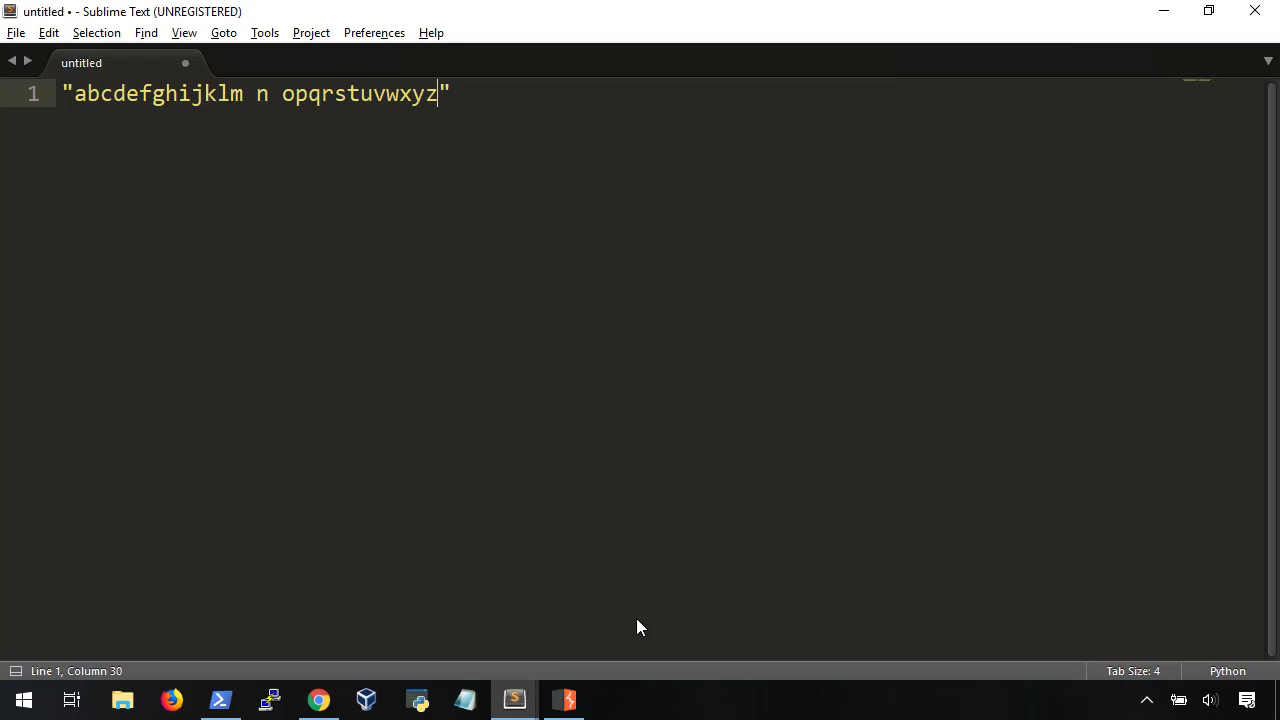 untitled • - Sublime Text (UNREGISTERED)
File Edit Selection Find View Goto Tools Project Preferences Help
untitled
1 "abcdefghijklm n opqrstuvwxyz"
Line 1, Column 30 Tab Size: 4 Python